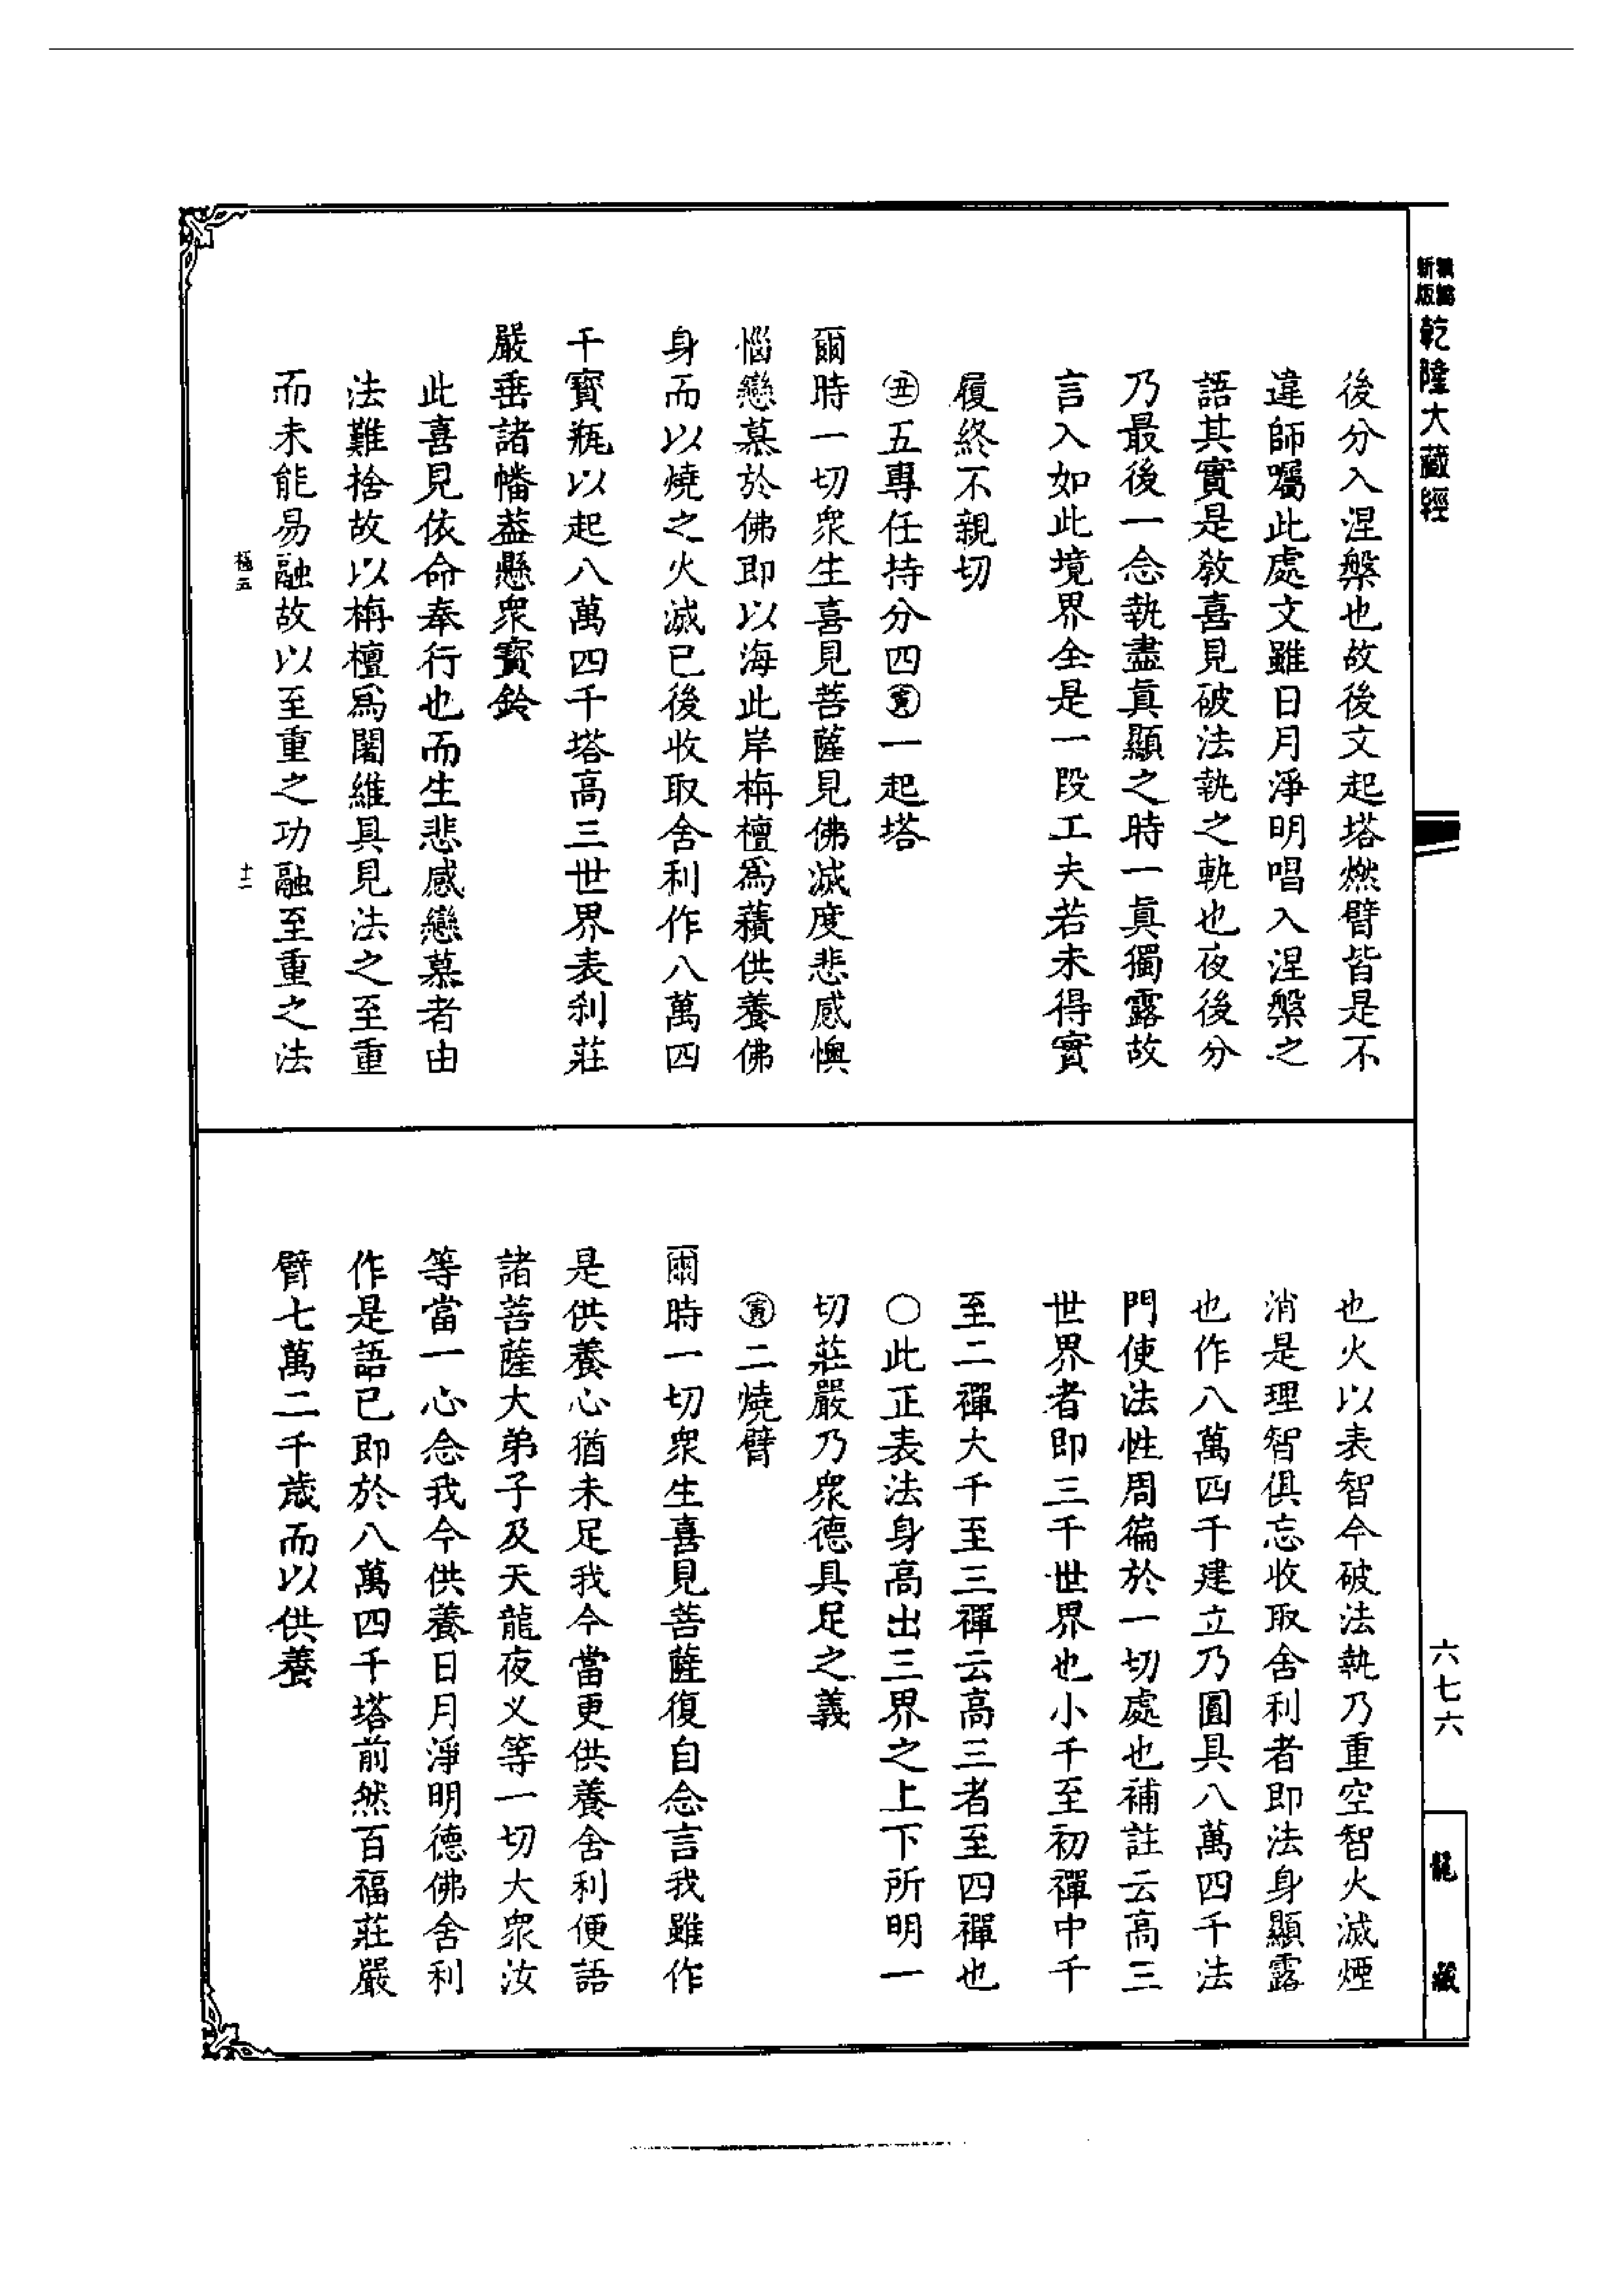 新版
乾隆大藏經
後分入涅槃也故後文起塔燃臂皆是不
違師囑此處文雖日月淨明唱入涅槃之
語其實是教喜見破法執之軌也夜後分
乃最後一念執盡真顯之時一真獨露故
言入如此境界全是一段工夫若未得實
履終不親切
㊄五專任持分四㊞一起塔
爾時一切眾生喜見菩薩見佛滅度悲感懊
惱戀慕於佛即以海此岸栴檀為𧂐供養佛
身而以燒之火滅已後收取舍利作八萬四
千寶瓶以起八萬四千塔高三世界表刹莊
嚴垂諸幡葢懸眾寶鈴
此喜見依命奉行也而生悲感戀慕者由
法難捨故以栴檀為闍維具見法之至重
而未能易融故以至重之功融至重之法
極五
十二
也火以表智今破法執乃重空智火滅煙
消是理智俱忘收取舍利者即法身顯露
也作八萬四千建立乃圓具八萬四千法
門使法性周徧於一切處也補註云高三
世界者即三千世界也小千至初禪中千
至二禪大千至三禪云高三者至四禪也
○此正表法身高出三界之上下所明一
切莊嚴乃眾德具足之義
寅二燒臂
爾時一切眾生喜見菩薩復自念言我雖作
是供養心猶未足我今當更供養舍利便語
諸菩薩大弟子及天龍夜叉等一切大眾汝
等當一心念我今供養日月淨明德佛舍利
作是語已即於八萬四千塔前然百福莊嚴
臂七萬二千歲而以供養
六七六
龍藏